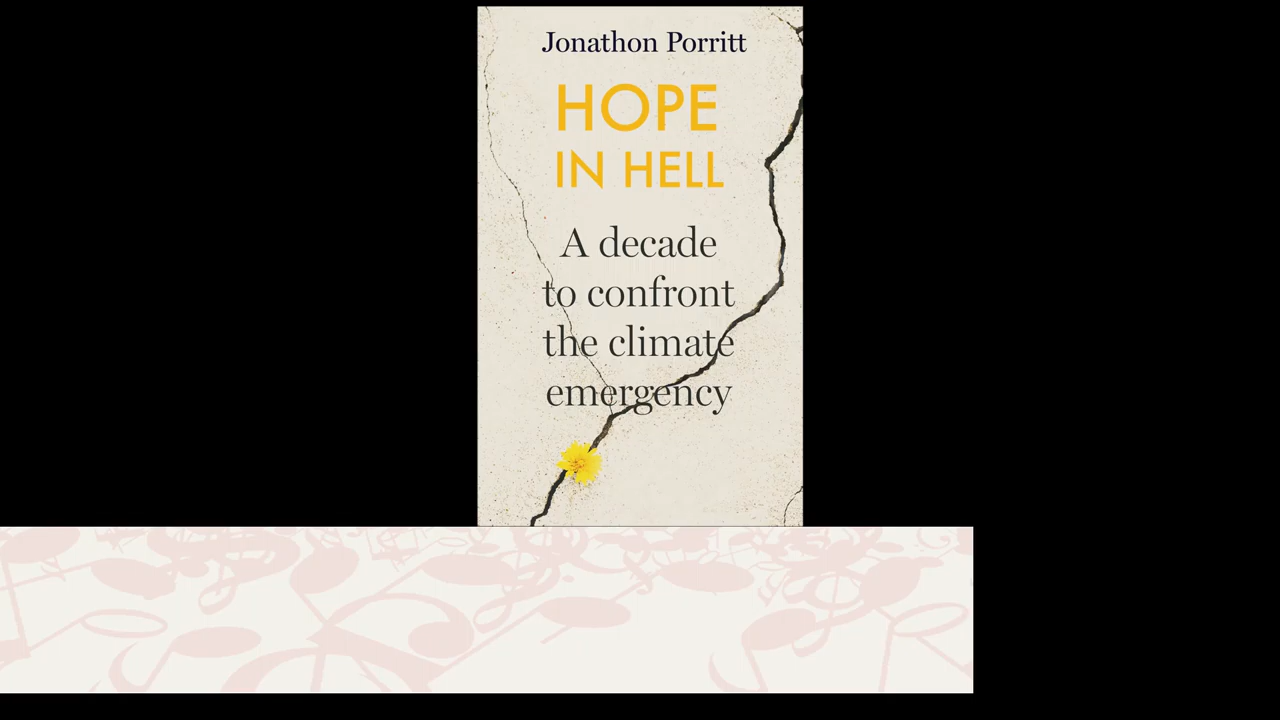 Jonathon Porritt
HOPE
IN HELL
A decade
to confront
the climate
emergency